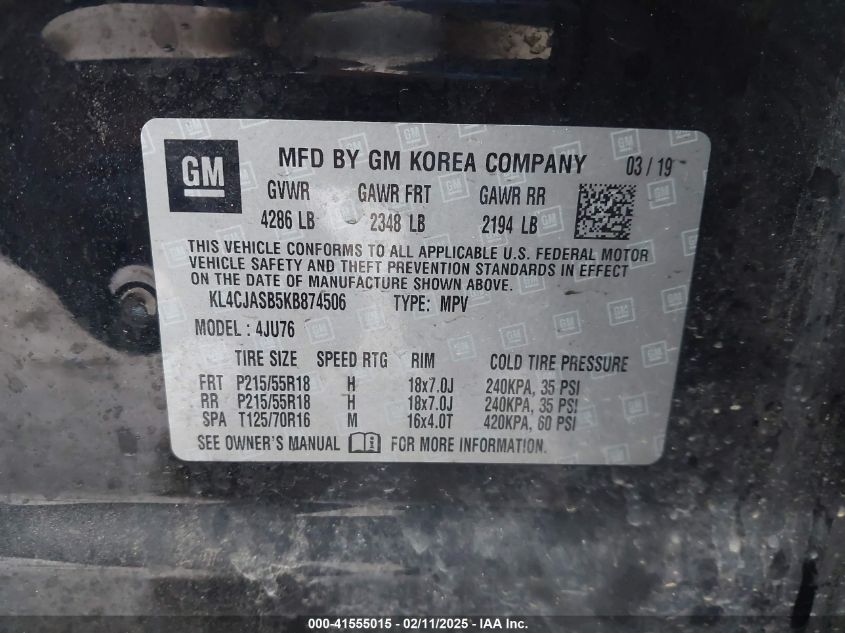 GM
MFD BY GM KOREA COMPANY 03/19
GVWR GAWR FRT GAWR RR
4286 LB 2348 LB 2194 LB
THIS VEHICLE CONFORMS TO ALL APPLICABLE U.S. FEDERAL MOTOR
VEHICLE SAFETY AND THEFT PREVENTION STANDARDS IN EFFECT
ON THE DATE OF MANUFACTURE SHOWN ABOVE.
KL4CJASB5KB874506 TYPE: MPV
MODEL : 4JU76
TIRE SIZE SPEED RTG RIM COLD TIRE PRESSURE
FRT P215/55R18 H 18x7.0J 240KPA, 35 PSI
RR P215/55R18 H 18x7.0J 240KPA, 35 PSI
SPA T125/70R16 M 16x4.0T 420KPA, 60 PSI
SEE OWNER'S MANUAL FOR MORE INFORMATION.
000-41555015 - 02/11/2025 - IAA Inc.